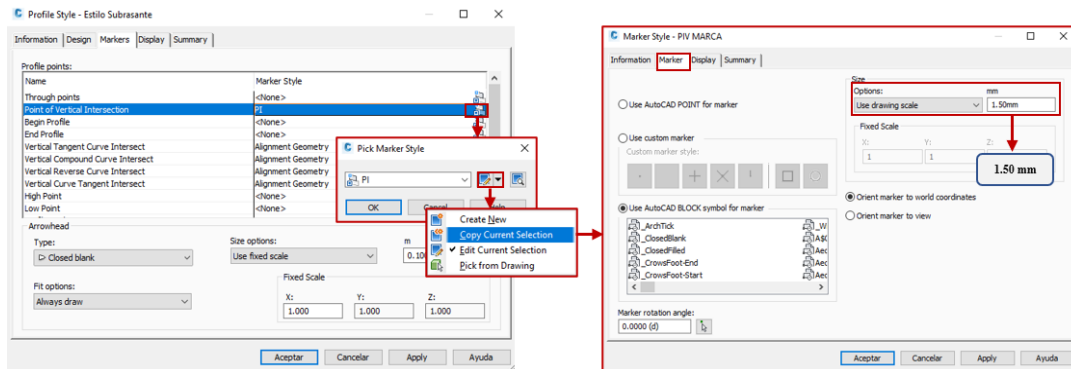 Profile Style - Estilo Subrasante
Information Design Markers Display Summary
Profile points:
Name Marker Style
Through points <None>
Point of Vertical Intersection PI
Begin Profile <None>
End Profile <None>
Vertical Tangent Curve Intersect Alignment Geometry
Vertical Compound Curve Intersect Alignment Geometry
Vertical Reverse Curve Intersect Alignment Geometry
Vertical Curve Tangent Intersect Alignment Geometry
High Point <None>
Low Point <None>
Arrowhead
Type:
Closed blank
Size options:
Use fixed scale
m
0.100
Fit options:
Always draw
Fixed Scale
X: Y: Z:
1.000 1.000 1.000
Aceptar Cancelar Apply Ayuda
Pick Marker Style
PI
OK Cancel
Create New
Copy Current Selection
Edit Current Selection
Pick from Drawing
Marker Style - PIV MARCA
Information Marker Display Summary
Use AutoCAD POINT for marker
Use custom marker
Custom marker style:
Use AutoCAD BLOCK symbol for marker
_ArchTick _W
_ClosedBlank A$C
_ClosedFilled Aec
_CrowsFoot-End Aec
_CrowsFoot-Start Aec
Marker rotation angle:
0.0000 (d)
Size
Options: mm
Use drawing scale 1.50mm
Fixed Scale
X: Y: Z:
1 1
1.50 mm
Orient marker to world coordinates
Orient marker to view
Aceptar Cancelar Apply Ayuda